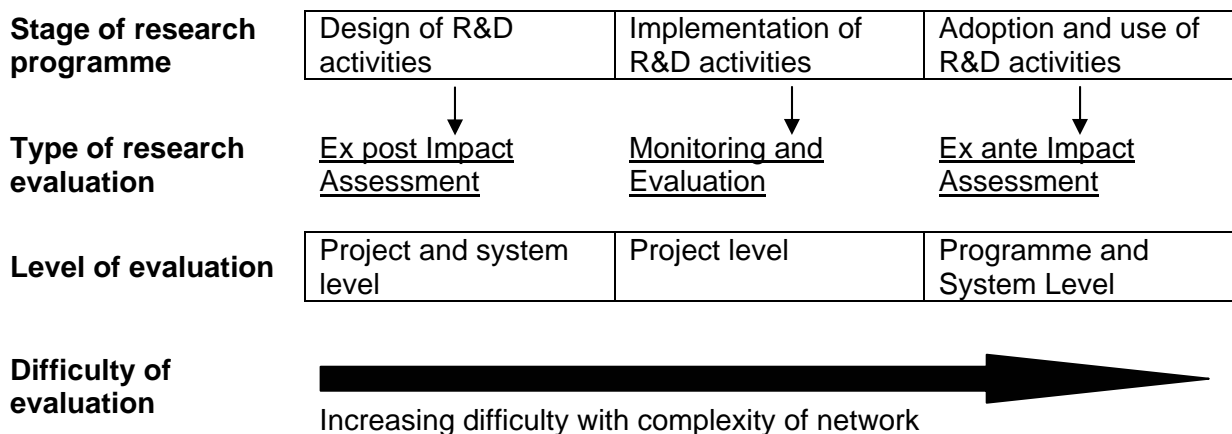 Stage of research programme
Design of R&D activities
Implementation of R&D activities
Adoption and use of R&D activities
Type of research evaluation
Ex post Impact Assessment
Monitoring and Evaluation
Ex ante Impact Assessment
Level of evaluation
Project and system level
Project level
Programme and System Level
Difficulty of evaluation
Increasing difficulty with complexity of network